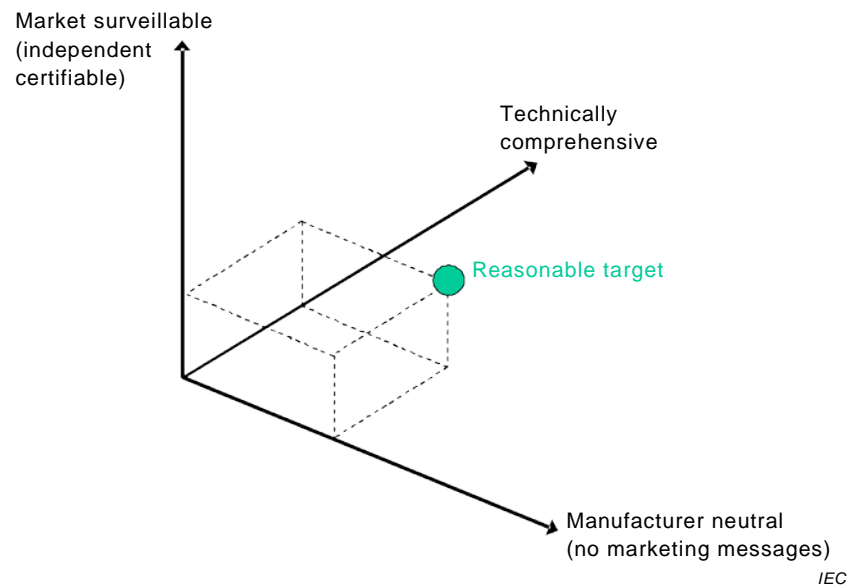 Market surveillable
(independent
certifiable)
Technically
comprehensive
Reasonable target
Manufacturer neutral
(no marketing messages)
IEC